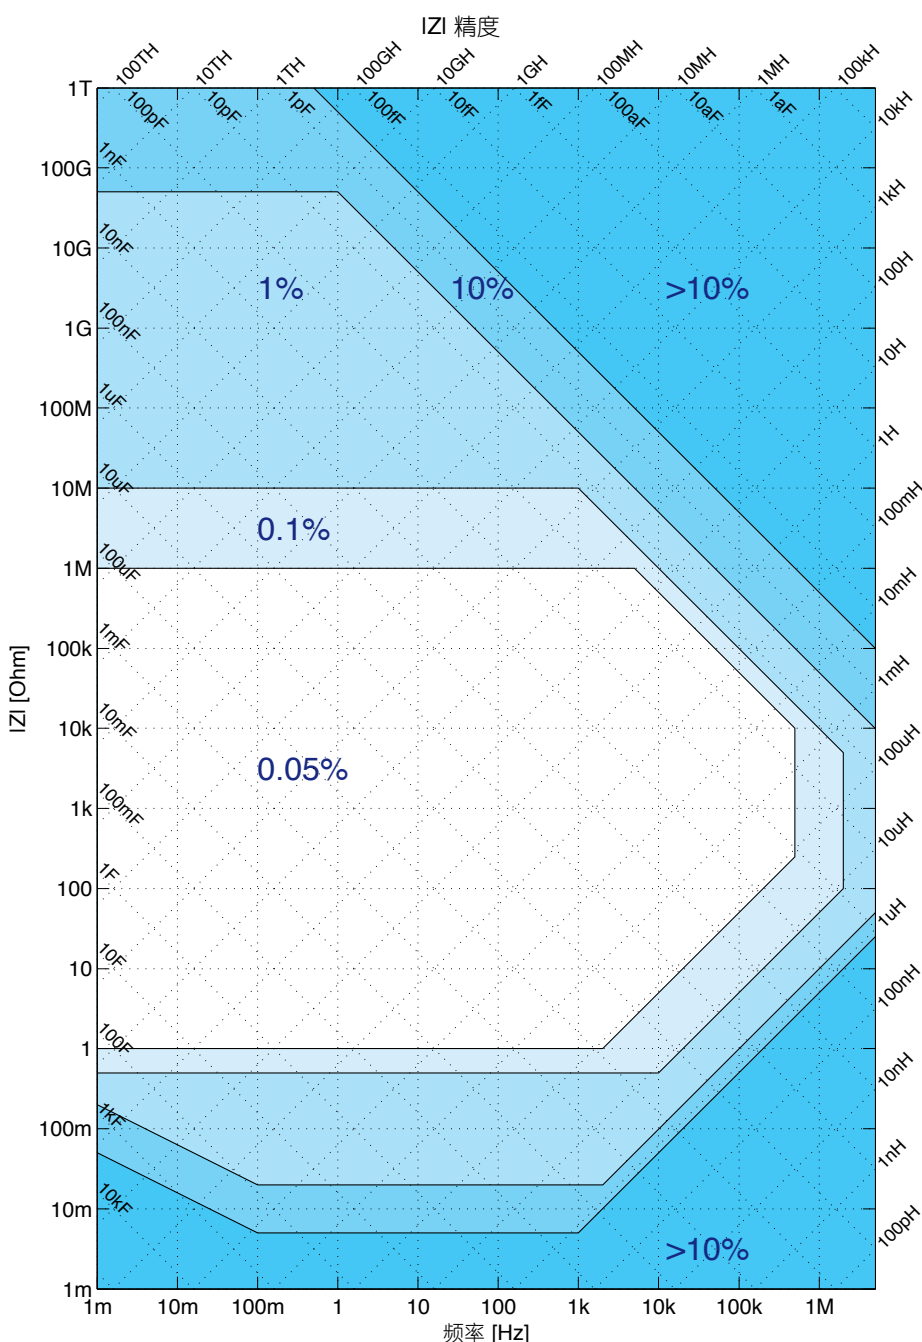 |Z| 精度
100TH 10TH 1TH 100GH 10GH 1GH 100MH 10MH 1MH 100kH
1T
100pF 10pF 1pF 100fF 10fF 1fF 100aF 10aF 1aF
10kH
1nF
100G
1kH
10nF
10G
100H
1% 10% >10%
100nF
1G
10H
1uF
100M
1H
10uF
10M
100mH
0.1%
100uF
1M
10mH
1mF
100k
1mH
10mF
10k
100uH
0.05%
100mF
1k
10uH
1F
100
1uH
10F
10
100nH
100F
1
10nH
1kF
100m
1nH
10kF
10m
100pH
>10%
1m
1m 10m 100m 1 10 100 1k 10k 100k 1M
|Z| [Ohm]
频率 [Hz]